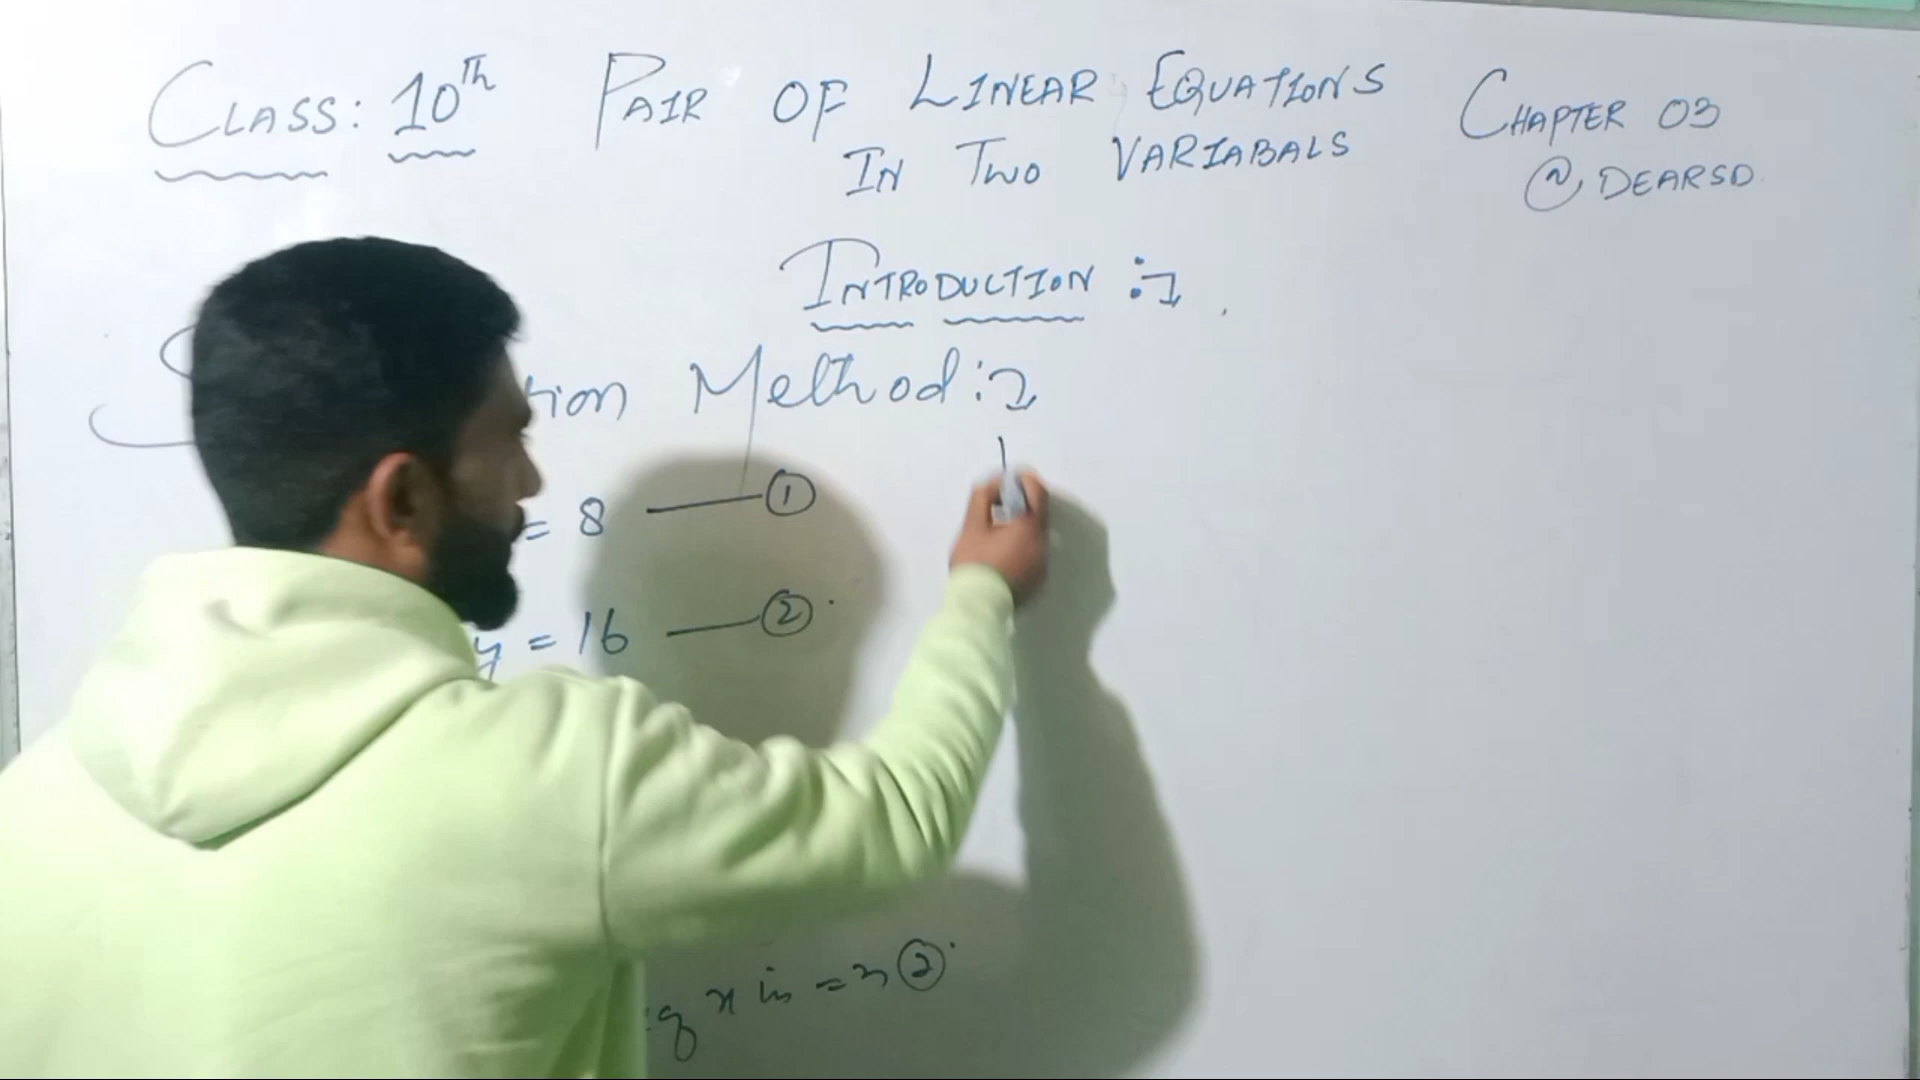 CLASS: 10Th PAIR OF LINEAR EQUATIONS CHAPTER 03
IN TWO VARIABALS @DEARSD
INTRODUCTION :-
tion Method :-
= 8 —— ①
y = 16 —— ②
x in = n ②